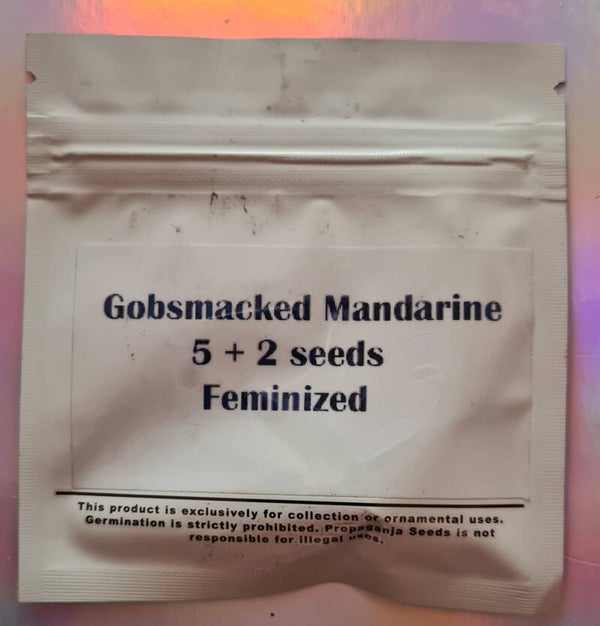 Gobsmacked Mandarine
5 + 2 seeds
Feminized
This product is exclusively for collection or ornamental uses.
Germination is strictly prohibited. Propaganja Seeds is not
responsible for illegal uses.